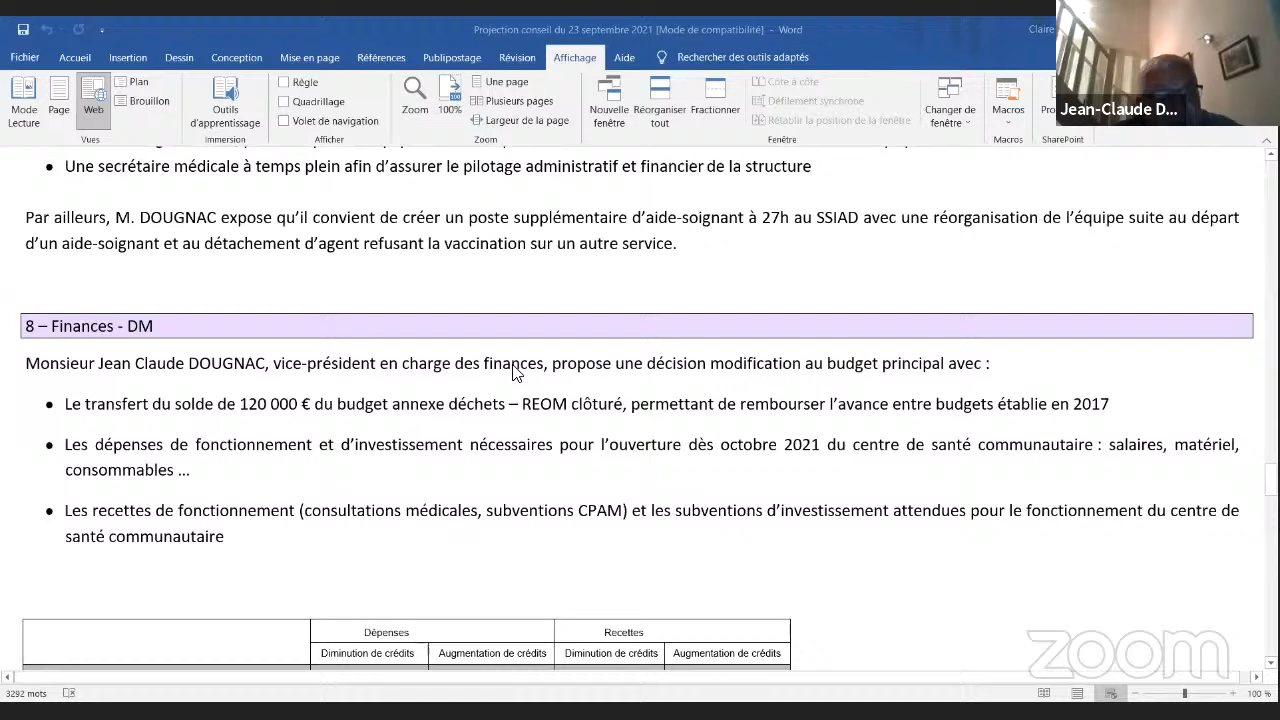 Projection conseil du 23 septembre 2021 [Mode de compatibilité] - Word
Claire
Fichier Accueil Insertion Dessin Conception Mise en page Références Publipostage Révision Affichage Aide Rechercher des outils adaptés
Mode Lecture
Page
Web
Plan
Brouillon
Vues
Outils d'apprentissage
Immersion
Règle
Quadrillage
Volet de navigation
Afficher
Zoom
100%
Une page
Plusieurs pages
Largeur de la page
Zoom
Nouvelle fenêtre
Réorganiser tout
Fractionner
Côte à côte
Défilement synchrone
Rétablir la position de la fenêtre
Fenêtre
Changer de fenêtre
Macros
Macros
SharePoint
Jean-Claude D...
• Une secrétaire médicale à temps plein afin d’assurer le pilotage administratif et financier de la structure
Par ailleurs, M. DOUGNAC expose qu’il convient de créer un poste supplémentaire d’aide-soignant à 27h au SSIAD avec une réorganisation de l’équipe suite au départ
d’un aide-soignant et au détachement d’agent refusant la vaccination sur un autre service.
8 – Finances - DM
Monsieur Jean Claude DOUGNAC, vice-président en charge des finances, propose une décision modification au budget principal avec :
• Le transfert du solde de 120 000 € du budget annexe déchets – REOM clôturé, permettant de rembourser l’avance entre budgets établie en 2017
• Les dépenses de fonctionnement et d’investissement nécessaires pour l’ouverture dès octobre 2021 du centre de santé communautaire : salaires, matériel,
consommables ...
• Les recettes de fonctionnement (consultations médicales, subventions CPAM) et les subventions d’investissement attendues pour le fonctionnement du centre de
santé communautaire
Dépenses Recettes
Diminution de crédits Augmentation de crédits Diminution de crédits Augmentation de crédits
zoom
3292 mots
100 %